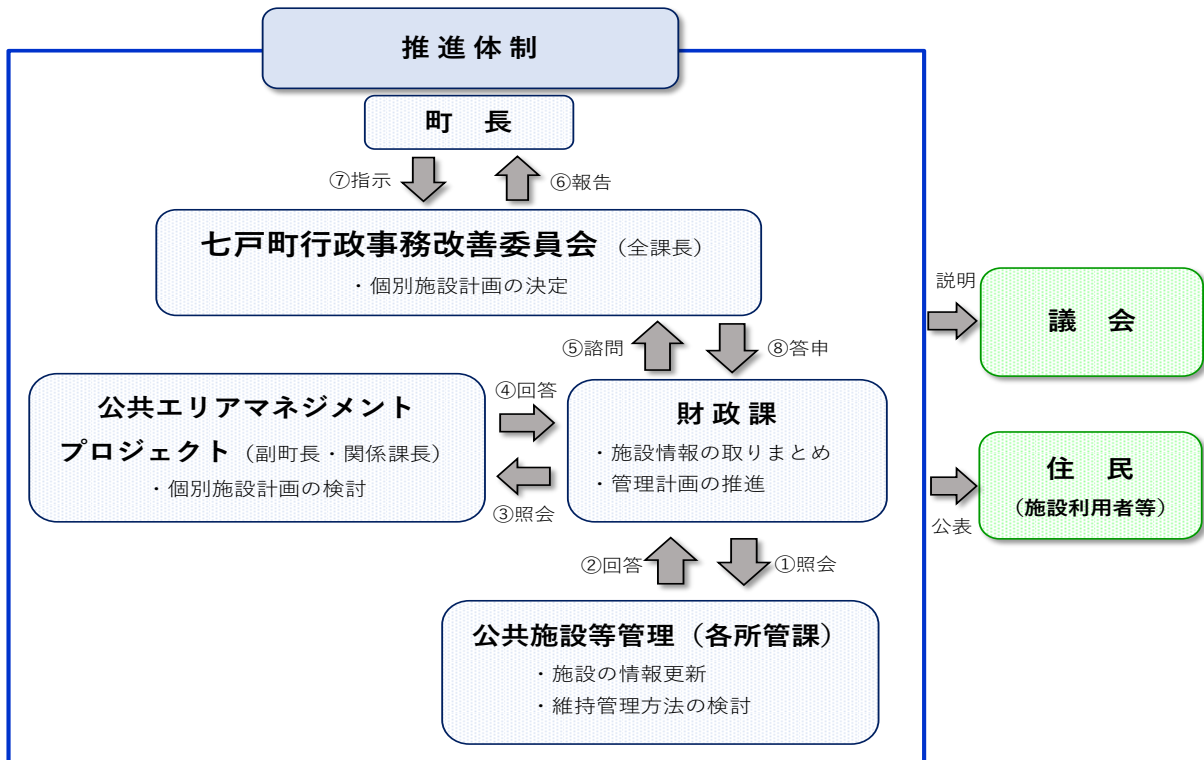 推進体制
町　長
⑦指示
⑥報告
七戸町行政事務改善委員会（全課長）
・個別施設計画の決定
⑤諮問
⑧答申
公共エリアマネジメント
プロジェクト（副町長・関係課長）
・個別施設計画の検討
④回答
③照会
財政課
・施設情報の取りまとめ
・管理計画の推進
②回答
①照会
公共施設等管理（各所管課）
・施設の情報更新
・維持管理方法の検討
説明
議　会
公表
住　民
（施設利用者等）